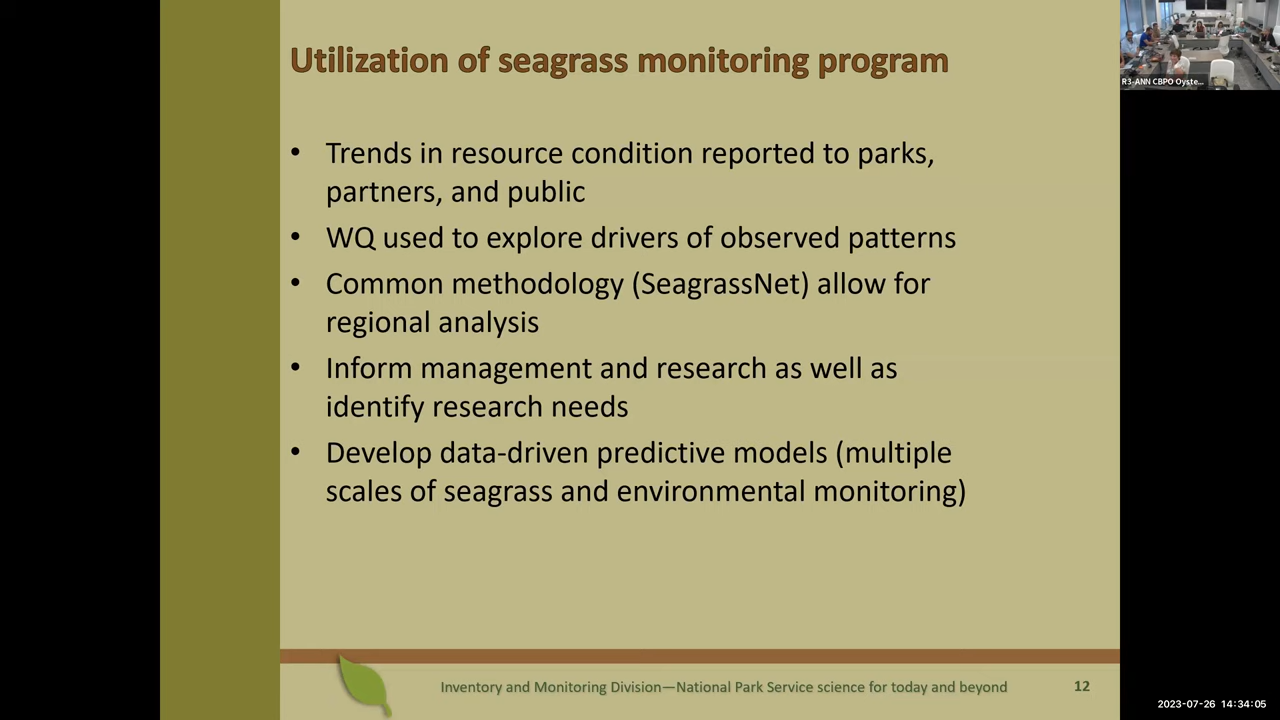 Utilization of seagrass monitoring program
R3-ANN CBPO Oyste...
• Trends in resource condition reported to parks,
partners, and public
• WQ used to explore drivers of observed patterns
• Common methodology (SeagrassNet) allow for
regional analysis
• Inform management and research as well as
identify research needs
• Develop data-driven predictive models (multiple
scales of seagrass and environmental monitoring)
Inventory and Monitoring Division—National Park Service science for today and beyond
12
2023-07-26 14:34:05